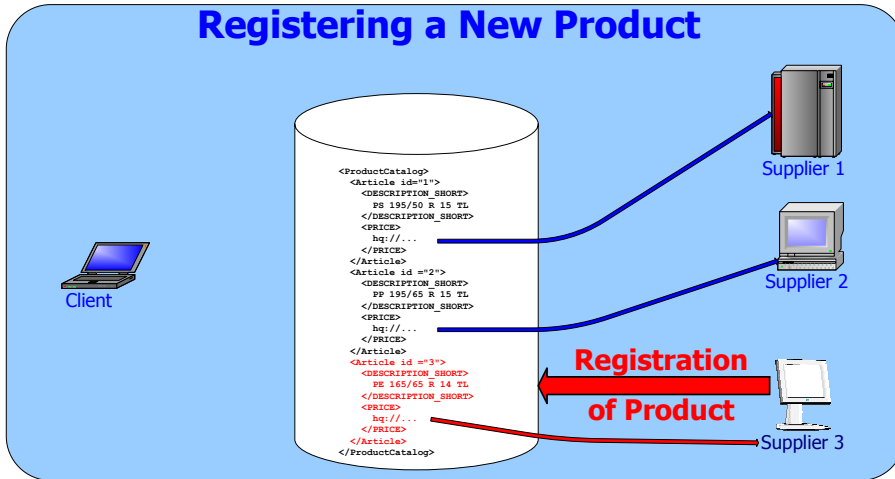 Registering a New Product
<ProductCatalog>
<Article id="1">
<DESCRIPTION_SHORT>
PS 195/50 R 15 TL
</DESCRIPTION_SHORT>
<PRICE>
hq://...
</PRICE>
</Article>
<Article id ="2">
<DESCRIPTION_SHORT>
PP 195/65 R 15 TL
</DESCRIPTION_SHORT>
<PRICE>
hq://...
</PRICE>
</Article>
<Article id ="3">
<DESCRIPTION_SHORT>
PE 165/65 R 14 TL
</DESCRIPTION_SHORT>
<PRICE>
hq://...
</PRICE>
</Article>
</ProductCatalog>
Client
Supplier 1
Supplier 2
Registration
of Product
Supplier 3